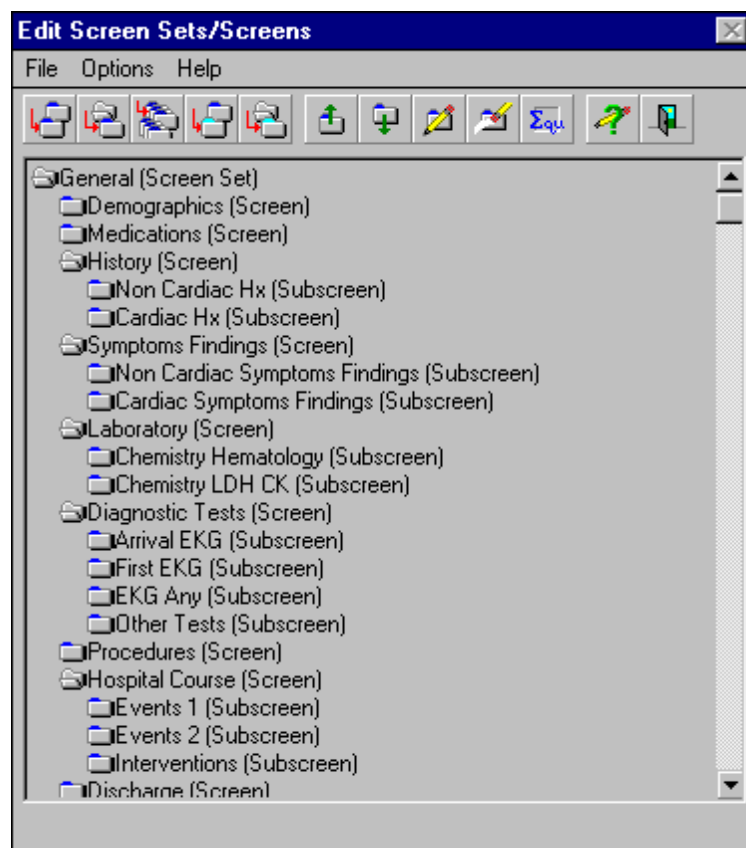 Edit Screen Sets/Screens
File Options Help
Σqμ
General (Screen Set)
Demographics (Screen)
Medications (Screen)
History (Screen)
Non Cardiac Hx (Subscreen)
Cardiac Hx (Subscreen)
Symptoms Findings (Screen)
Non Cardiac Symptoms Findings (Subscreen)
Cardiac Symptoms Findings (Subscreen)
Laboratory (Screen)
Chemistry Hematology (Subscreen)
Chemistry LDH CK (Subscreen)
Diagnostic Tests (Screen)
Arrival EKG (Subscreen)
First EKG (Subscreen)
EKG Any (Subscreen)
Other Tests (Subscreen)
Procedures (Screen)
Hospital Course (Screen)
Events 1 (Subscreen)
Events 2 (Subscreen)
Interventions (Subscreen)
Discharge (Screen)